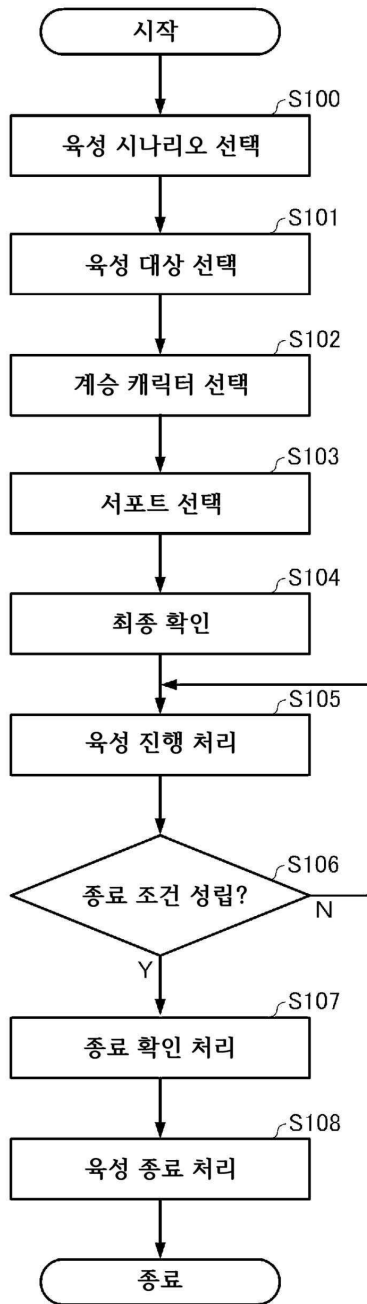 시작
S100
육성 시나리오 선택
S101
육성 대상 선택
S102
계승 캐릭터 선택
S103
서포트 선택
S104
최종 확인
S105
육성 진행 처리
S106
종료 조건 성립?
N
Y
S107
종료 확인 처리
S108
육성 종료 처리
종료